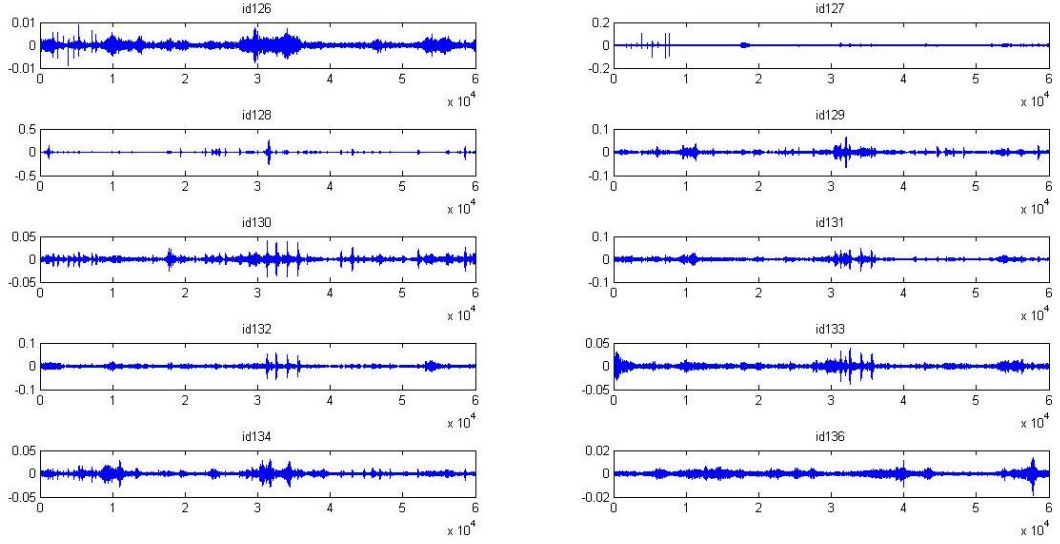 id126
0.01
0
-0.01
0 1 2 3 4 5 6
x 10^4
id127
0.2
0
-0.2
0 1 2 3 4 5 6
x 10^4
id128
0.5
0
-0.5
0 1 2 3 4 5 6
x 10^4
id129
0.1
0
-0.1
0 1 2 3 4 5 6
x 10^4
id130
0.05
0
-0.05
0 1 2 3 4 5 6
x 10^4
id131
0.1
0
-0.1
0 1 2 3 4 5 6
x 10^4
id132
0.1
0
-0.1
0 1 2 3 4 5 6
x 10^4
id133
0.05
0
-0.05
0 1 2 3 4 5 6
x 10^4
id134
0.05
0
-0.05
0 1 2 3 4 5 6
x 10^4
id136
0.02
0
-0.02
0 1 2 3 4 5 6
x 10^4